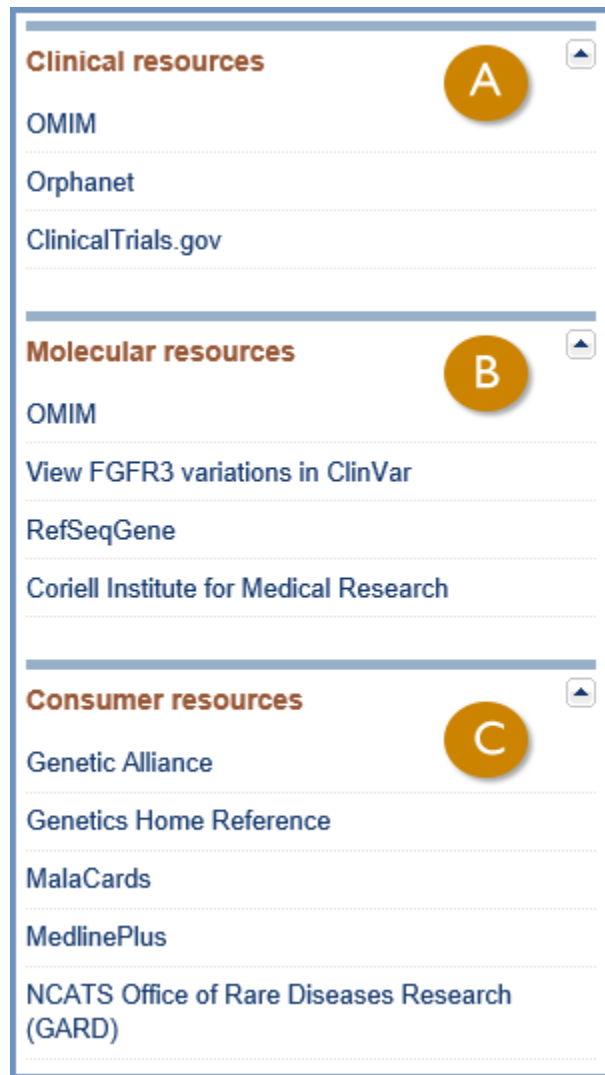 Clinical resources
A
OMIM
Orphanet
ClinicalTrials.gov
Molecular resources
B
OMIM
View FGFR3 variations in ClinVar
RefSeqGene
Coriell Institute for Medical Research
Consumer resources
C
Genetic Alliance
Genetics Home Reference
MalaCards
MedlinePlus
NCATS Office of Rare Diseases Research
(GARD)